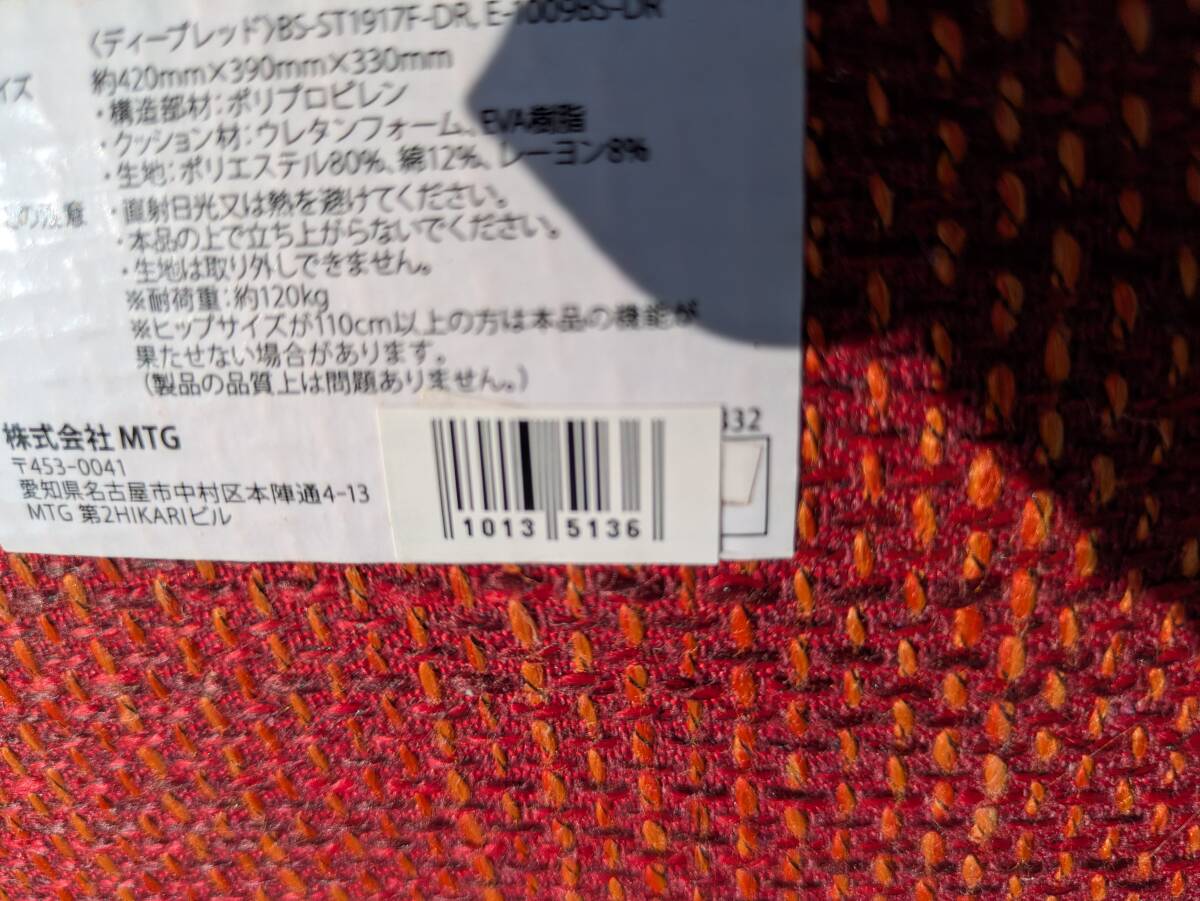 〈ディープレッド〉BS-ST1917F-DR, E-1009BS-DR
イズ 約420mm×390mm×330mm
・構造部材：ポリプロピレン
・クッション材：ウレタンフォーム、EVA樹脂
・生地：ポリエステル80%、綿12%、レーヨン8%
の注意 ・直射日光又は熱を避けてください。
・本品の上で立ち上がらないでください。
・生地は取り外しできません。
※耐荷重：約120kg
※ヒップサイズが110cm以上の方は本品の機能が
果たせない場合があります。
（製品の品質上は問題ありません。）
株式会社 MTG
〒453-0041
愛知県名古屋市中村区本陣通4-13
MTG 第2HIKARIビル
332
1013 5136